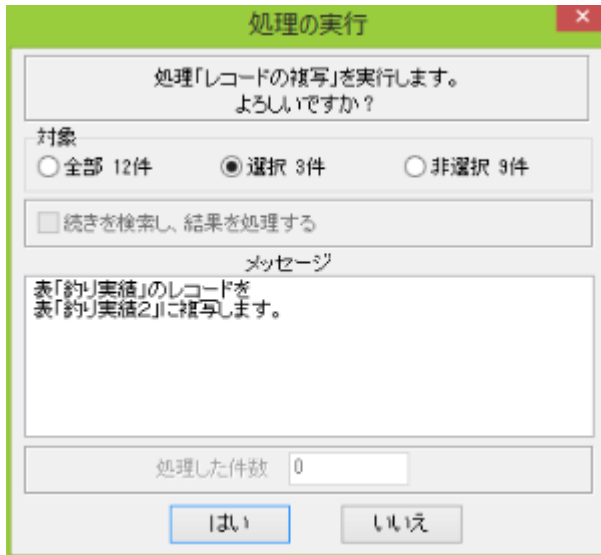 処理の実行
処理「レコードの複写」を実行します。
よろしいですか？
対象
全部 12件 選択 3件 非選択 9件
続きを検索し、結果を処理する
メッセージ
表「釣り実績」のレコードを
表「釣り実績2」に複写します。
処理した件数 0
はい いいえ